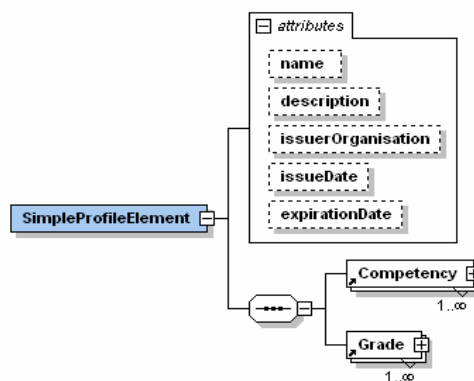 attributes
name
description
issuerOrganisation
issueDate
expirationDate
SimpleProfileElement
Competency
1..∞
Grade
1..∞